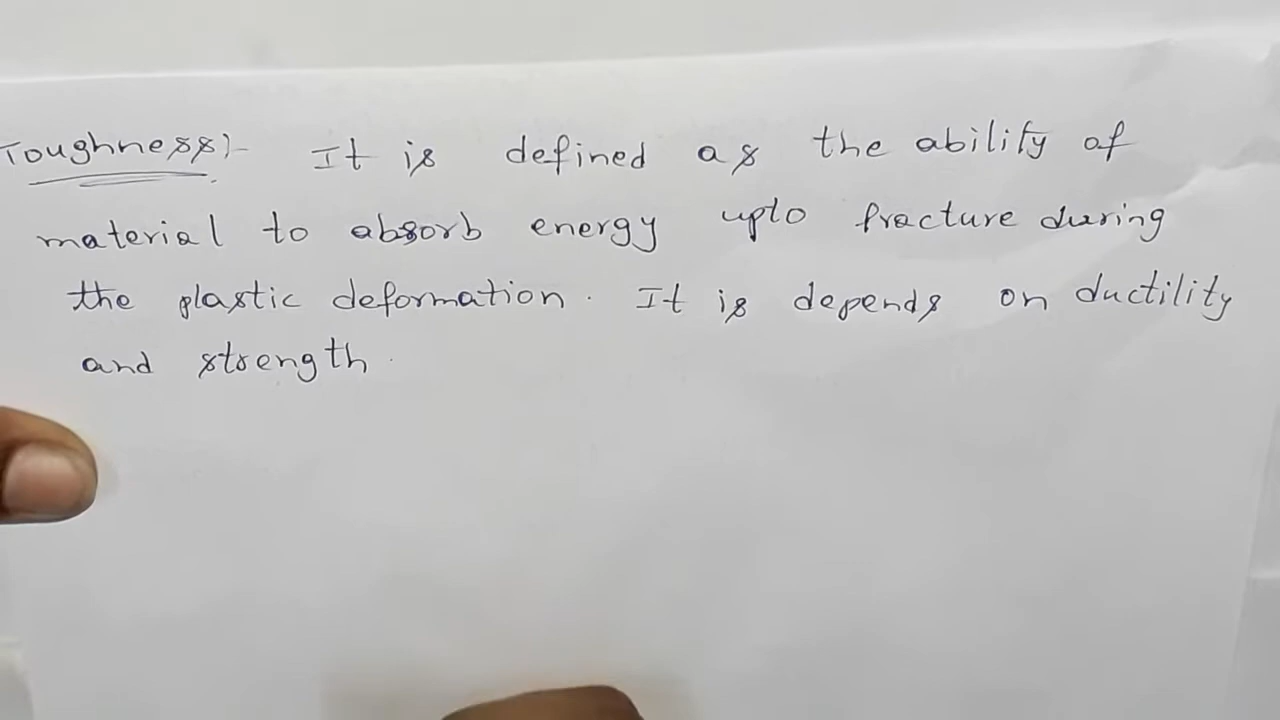 Toughness:- It is defined as the ability of
material to absorb energy upto fracture during
the plastic deformation. It is depends on ductility
and strength.